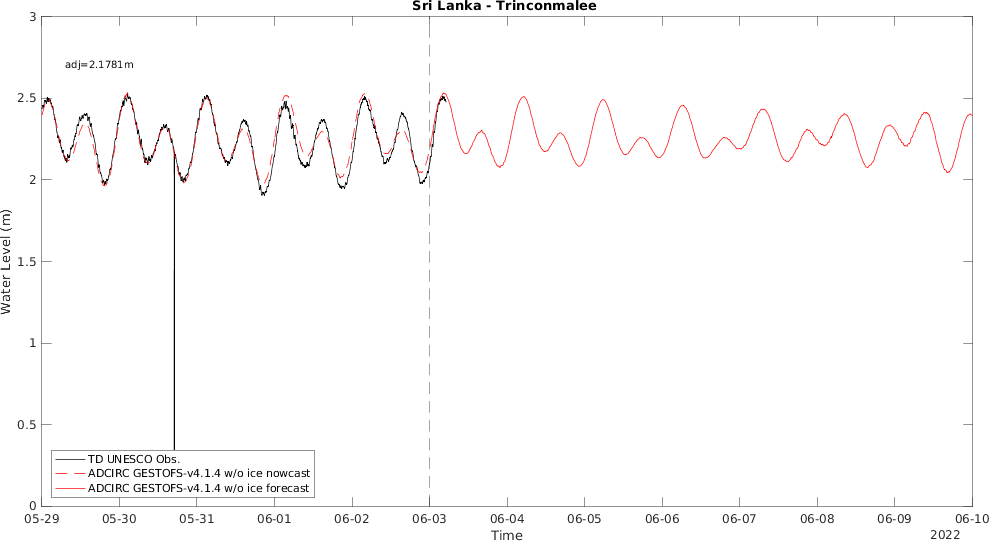 Sri Lanka - Trinconmalee
adj=2.1781m
Water Level (m)
3
2.5
2
1.5
1
0.5
0
TD UNESCO Obs.
ADCIRC GESTOFS-v4.1.4 w/o ice nowcast
ADCIRC GESTOFS-v4.1.4 w/o ice forecast
05-29 05-30 05-31 06-01 06-02 06-03 06-04 06-05 06-06 06-07 06-08 06-09 06-10
Time
2022